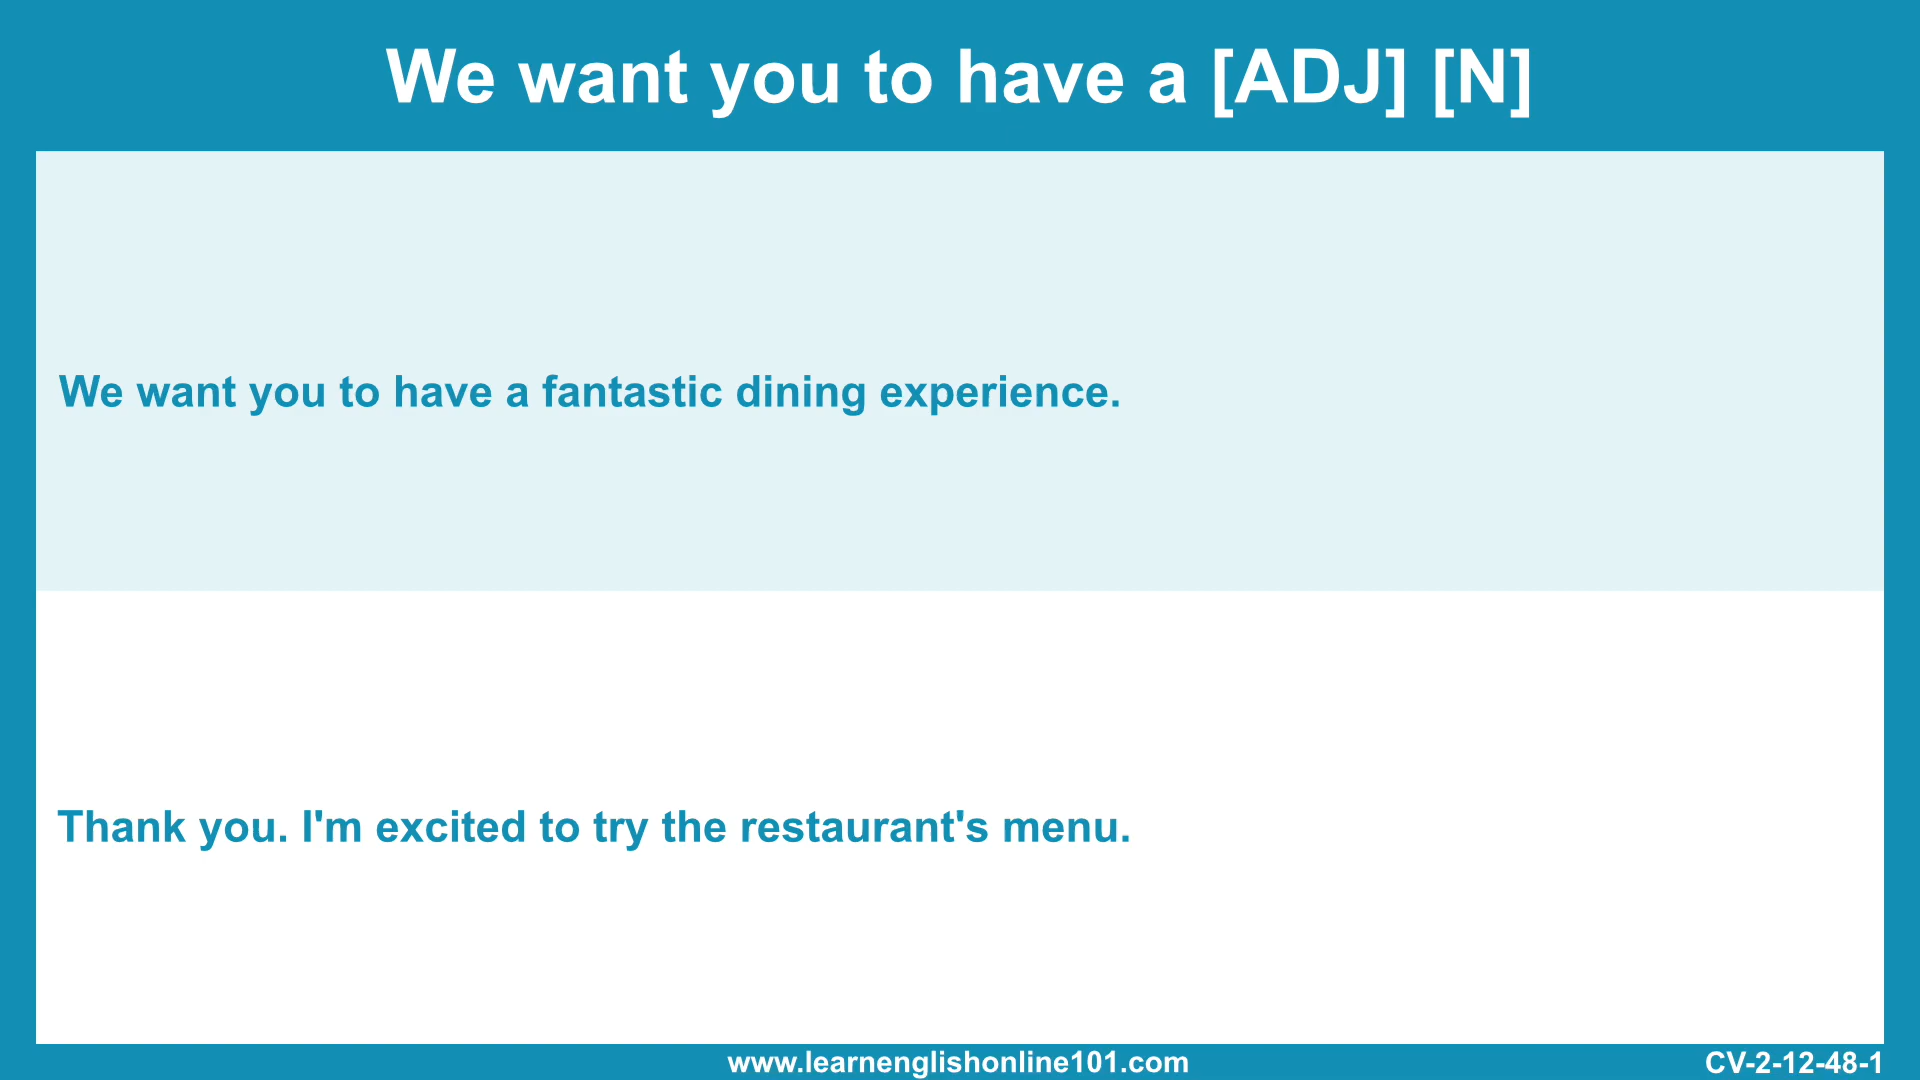 We want you to have a [ADJ] [N]
We want you to have a fantastic dining experience.
Thank you. I'm excited to try the restaurant's menu.
www.learnenglishonline101.com
CV-2-12-48-1